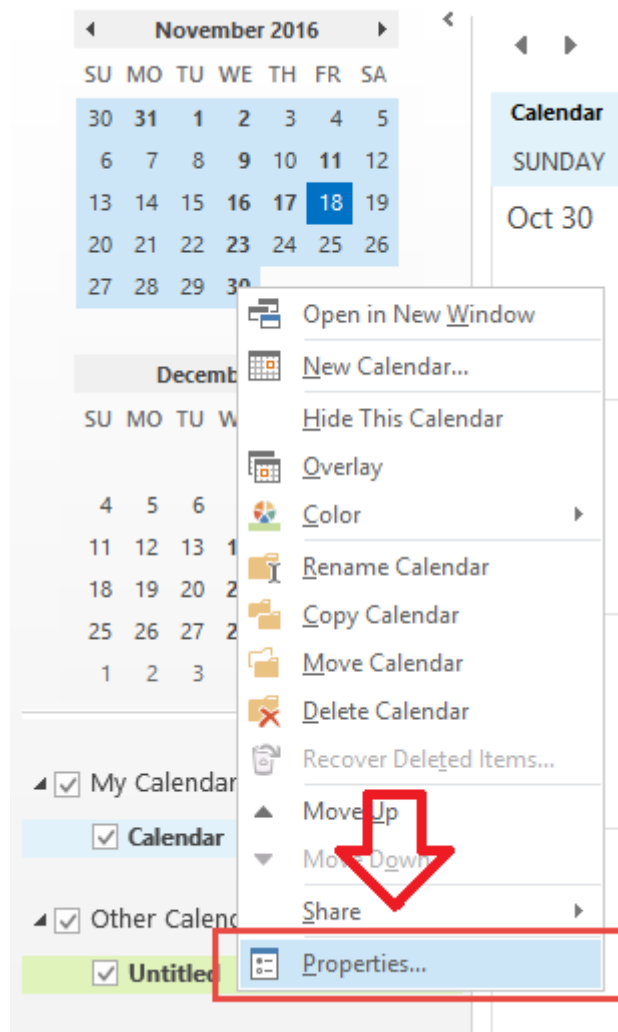 November 2016
SU MO TU WE TH FR SA
30 31 1 2 3 4 5
6 7 8 9 10 11 12
13 14 15 16 17 18 19
20 21 22 23 24 25 26
27 28 29 30
Decemb
SU MO TU W
4 5 6
11 12 13 1
18 19 20 2
25 26 27 2
1 2 3
My Calendar
Calendar
Other Calend
Untitled
Open in New Window
New Calendar...
Hide This Calendar
Overlay
Color
Rename Calendar
Copy Calendar
Move Calendar
Delete Calendar
Recover Deleted Items...
Move Up
Move Down
Share
Properties...
Calendar
SUNDAY
Oct 30